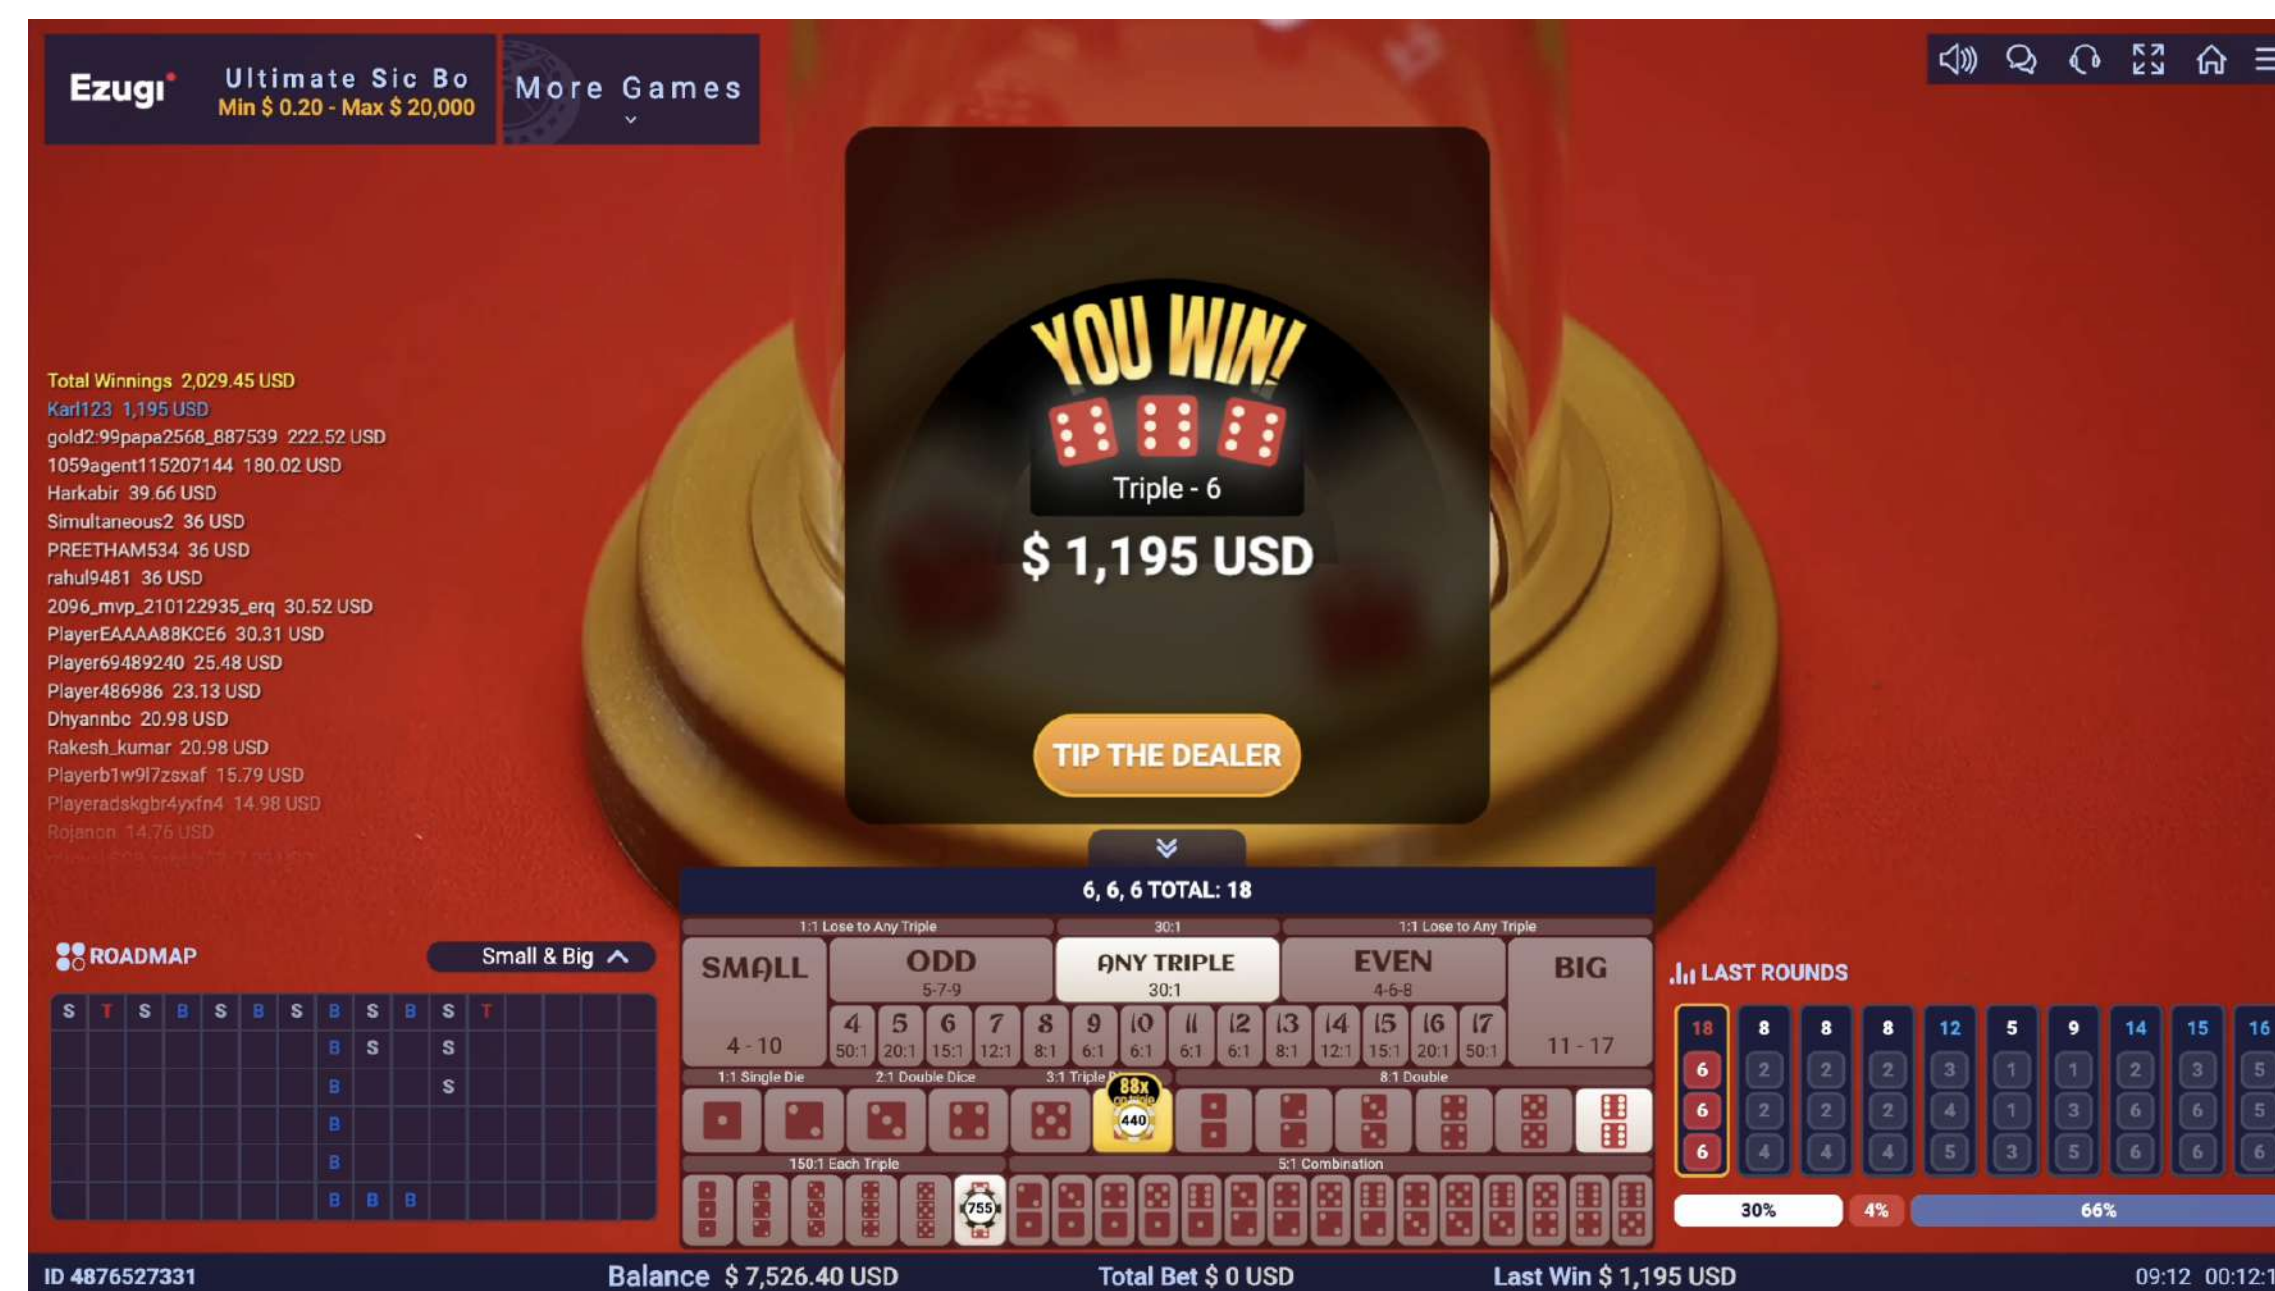 Ezugi
Ultimate Sic Bo
Min $ 0.20 - Max $ 20,000
More Games
Total Winnings 2,029.45 USD
Karl123 1,195 USD
gold2:99papa2568_887539 222.52 USD
1059agent115207144 180.02 USD
Harkabir 39.66 USD
Simultaneous2 36 USD
PREETHAM534 36 USD
rahul9481 36 USD
2096_mvp_210122935_erq 30.52 USD
PlayerEAAAA88KCE6 30.31 USD
Player69489240 25.48 USD
Player486986 23.13 USD
Dhyannbc 20.98 USD
Rakesh_kumar 20.98 USD
Playerb1w9l7zsxaf 15.79 USD
Playeradskgbr4yxfn4 14.98 USD
Rojanon 14.76 USD
YOU WIN!
Triple - 6
$ 1,195 USD
TIP THE DEALER
6, 6, 6 TOTAL: 18
1:1 Lose to Any Triple 30:1 1:1 Lose to Any Triple
SMALL ODD ANY TRIPLE EVEN BIG
5-7-9 30:1 4-6-8
4 5 6 7 8 9 10 11 12 13 14 15 16 17
4 - 10 50:1 20:1 15:1 12:1 8:1 6:1 6:1 6:1 6:1 8:1 12:1 15:1 20:1 50:1 11 - 17
1:1 Single Die 2:1 Double Dice 3:1 Triple 8:1 Double
88x
440
150:1 Each Triple 5:1 Combination
755
ROADMAP
Small & Big
S T S B S B S B S B S T
B S S
B S
B
B
B B B
LAST ROUNDS
18 8 8 8 12 5 9 14 15 16
6 2 2 2 3 1 1 2 3 5
6 2 2 2 4 1 3 6 6 5
6 4 4 4 5 3 5 6 6 6
30% 4% 66%
ID 4876527331
Balance $ 7,526.40 USD
Total Bet $ 0 USD
Last Win $ 1,195 USD
09:12 00:12:1